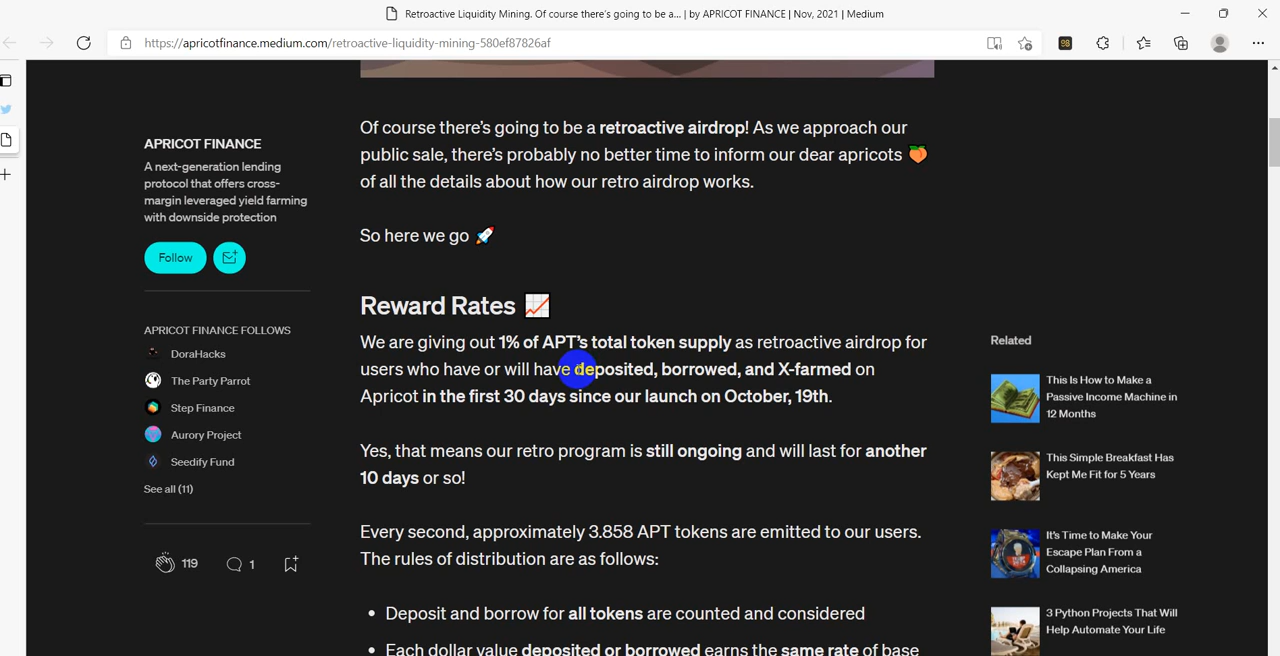 Retroactive Liquidity Mining. Of course there's going to be a... | by APRICOT FINANCE | Nov, 2021 | Medium
https://apricotfinance.medium.com/retroactive-liquidity-mining-580ef87826af
APRICOT FINANCE
A next-generation lending
protocol that offers cross-
margin leveraged yield farming
with downside protection
Follow
APRICOT FINANCE FOLLOWS
DoraHacks
The Party Parrot
Step Finance
Aurory Project
Seedify Fund
See all (11)
119
1
Of course there's going to be a retroactive airdrop! As we approach our
public sale, there's probably no better time to inform our dear apricots 🍑
of all the details about how our retro airdrop works.
So here we go 🚀
Reward Rates 📈
We are giving out 1% of APT's total token supply as retroactive airdrop for
users who have or will have deposited, borrowed, and X-farmed on
Apricot in the first 30 days since our launch on October, 19th.
Yes, that means our retro program is still ongoing and will last for another
10 days or so!
Every second, approximately 3.858 APT tokens are emitted to our users.
The rules of distribution are as follows:
• Deposit and borrow for all tokens are counted and considered
• Each dollar value deposited or borrowed earns the same rate of base
Related
This Is How to Make a
Passive Income Machine in
12 Months
This Simple Breakfast Has
Kept Me Fit for 5 Years
It's Time to Make Your
Escape Plan From a
Collapsing America
3 Python Projects That Will
Help Automate Your Life